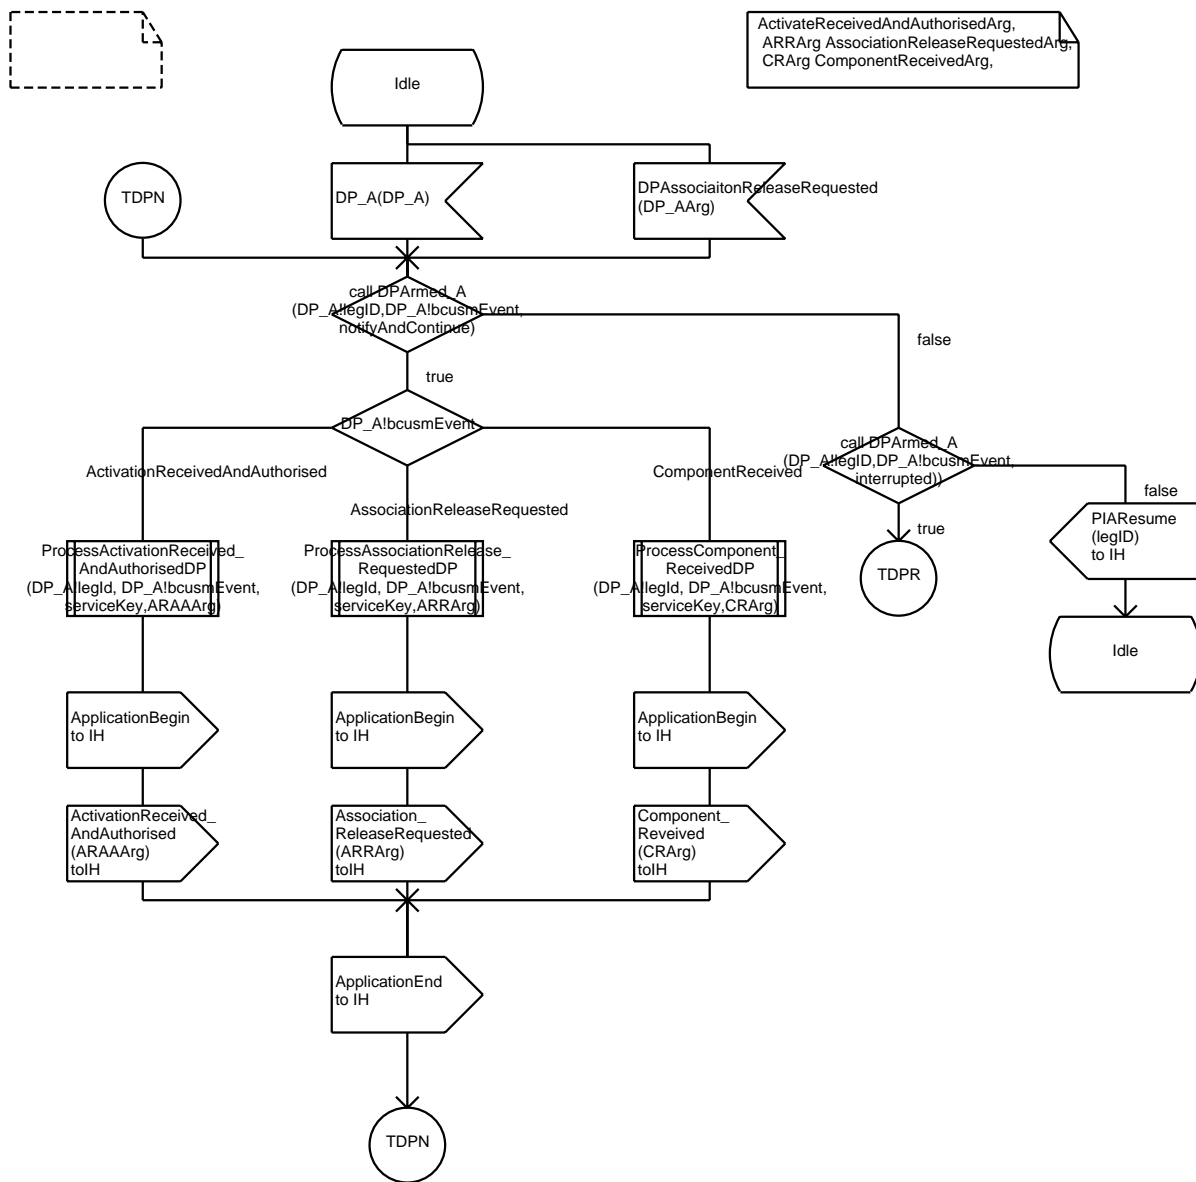 ActivateReceivedAndAuthorisedArg,
ARRArg AssociationReleaseRequestedArg,
CRArg ComponentReceivedArg,
Idle
TDPN
DP_A(DP_A)
DPAssociaitonReleaseRequested
(DP_AArg)
call DPArmed_A
(DP_A!legID,DP_A!bcusmEvent,
notifyAndContinue)
false
true
DP_A!bcusmEvent
ActivationReceivedAndAuthorised
AssociationReleaseRequested
ComponentReceived
call DPArmed_A
(DP_A!legID,DP_A!bcusmEvent,
interrupted))
false
true
PIAResume
(legID)
to IH
TDPR
Idle
ProcessActivationReceived_
AndAuthorisedDP
(DP_A!legId, DP_A!bcusmEvent,
serviceKey,ARAAArg)
ProcessAssociationRelease_
RequestedDP
(DP_A!legId, DP_A!bcusmEvent,
serviceKey,ARRArg)
ProcessComponent_
ReceivedDP
(DP_A!legId, DP_A!bcusmEvent,
serviceKey,CRArg)
ApplicationBegin
to IH
ApplicationBegin
to IH
ApplicationBegin
to IH
ActivationReceived_
AndAuthorised
(ARAAArg)
toIH
Association_
ReleaseRequested
(ARRArg)
toIH
Component_
Reveived
(CRArg)
toIH
ApplicationEnd
to IH
TDPN